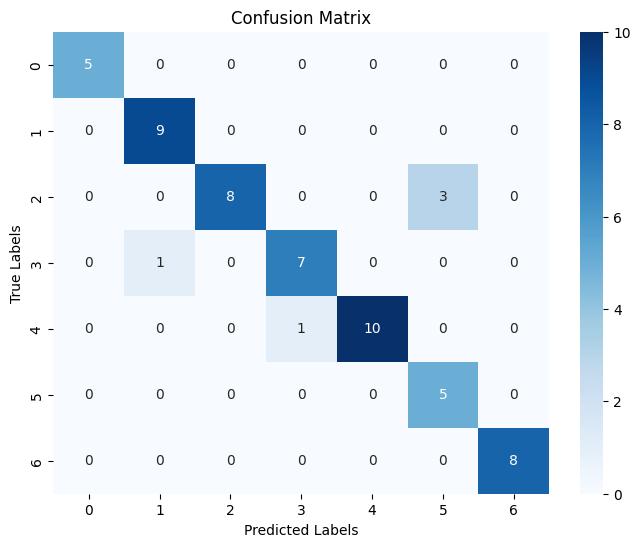 Confusion Matrix
0 5 0 0 0 0 0 0
1 0 9 0 0 0 0 0
2 0 0 8 0 0 3 0
3 0 1 0 7 0 0 0
4 0 0 0 1 10 0 0
5 0 0 0 0 0 5 0
6 0 0 0 0 0 0 8
0 1 2 3 4 5 6
Predicted Labels
True Labels
10
8
6
4
2
0